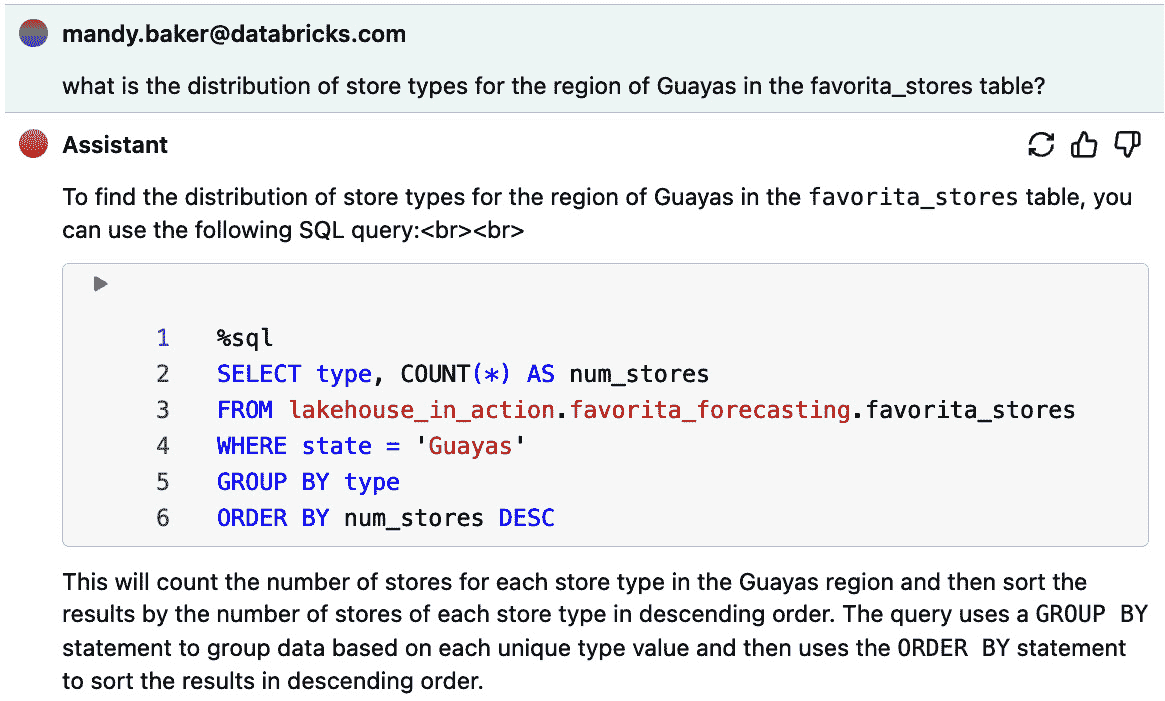 mandy.baker@databricks.com
what is the distribution of store types for the region of Guayas in the favorita_stores table?
Assistant
To find the distribution of store types for the region of Guayas in the favorita_stores table, you
can use the following SQL query:<br><br>
1 %sql
2 SELECT type, COUNT(*) AS num_stores
3 FROM lakehouse_in_action.favorita_forecasting.favorita_stores
4 WHERE state = 'Guayas'
5 GROUP BY type
6 ORDER BY num_stores DESC
This will count the number of stores for each store type in the Guayas region and then sort the
results by the number of stores of each store type in descending order. The query uses a GROUP BY
statement to group data based on each unique type value and then uses the ORDER BY statement
to sort the results in descending order.